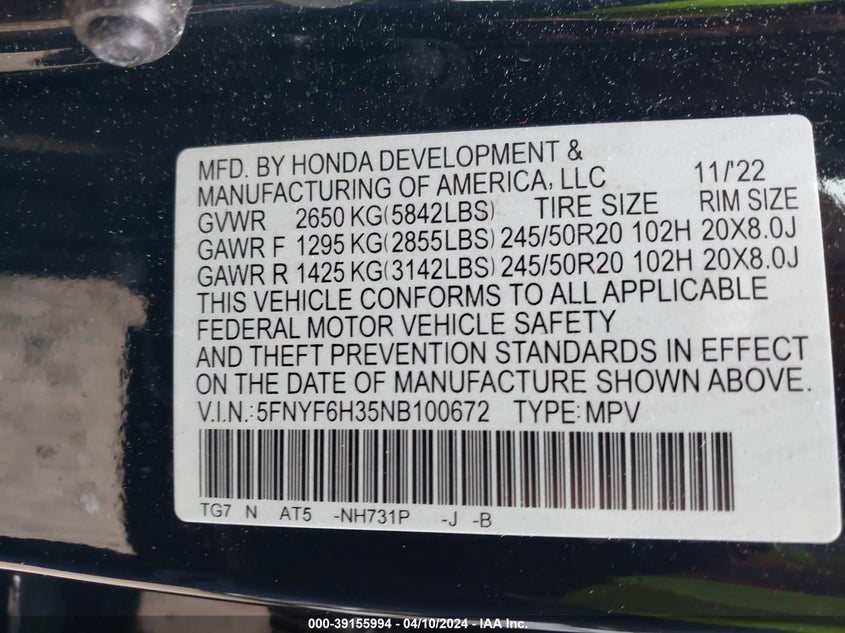 MFD. BY HONDA DEVELOPMENT &
MANUFACTURING OF AMERICA, LLC 11/'22
GVWR 2650 KG(5842LBS) TIRE SIZE RIM SIZE
GAWR F 1295 KG(2855LBS) 245/50R20 102H 20X8.0J
GAWR R 1425 KG(3142LBS) 245/50R20 102H 20X8.0J
THIS VEHICLE CONFORMS TO ALL APPLICABLE
FEDERAL MOTOR VEHICLE SAFETY
AND THEFT PREVENTION STANDARDS IN EFFECT
ON THE DATE OF MANUFACTURE SHOWN ABOVE.
V.I.N.:5FNYF6H35NB100672 TYPE:MPV
TG7 N AT5 -NH731P -J -B
000-39155994 - 04/10/2024 - IAA Inc.